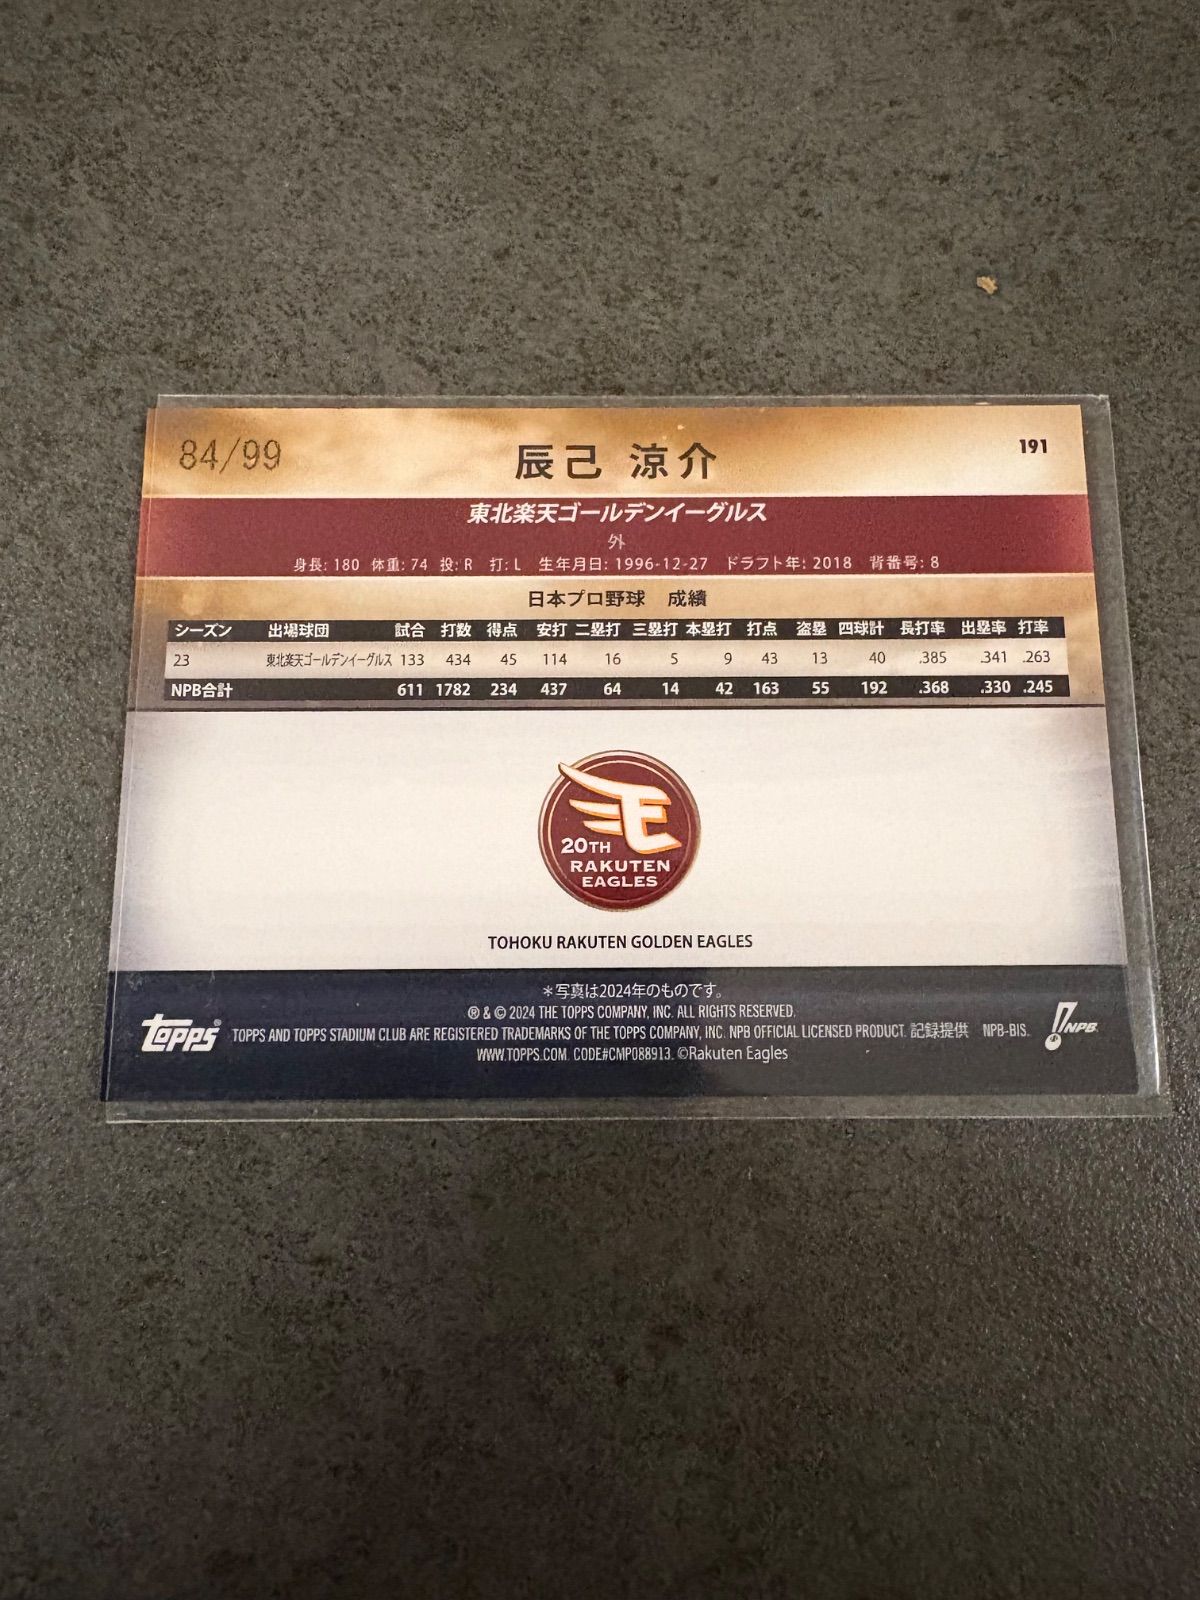 84/99
辰己 涼介
191
東北楽天ゴールデンイーグルス
外
身長: 180 体重: 74 投: R 打: L 生年月日: 1996-12-27 ドラフト年: 2018 背番号: 8
日本プロ野球 成績
シーズン 出場球団 試合 打数 得点 安打 二塁打 三塁打 本塁打 打点 盗塁 四球計 長打率 出塁率 打率
23 東北楽天ゴールデンイーグルス 133 434 45 114 16 5 9 43 13 40 .385 .341 .263
NPB合計 611 1782 234 437 64 14 42 163 55 192 .368 .330 .245
20TH
RAKUTEN
EAGLES
TOHOKU RAKUTEN GOLDEN EAGLES
＊写真は2024年のものです。
® & © 2024 THE TOPPS COMPANY, INC. ALL RIGHTS RESERVED.
TOPPS AND TOPPS STADIUM CLUB ARE REGISTERED TRADEMARKS OF THE TOPPS COMPANY, INC. NPB OFFICIAL LICENSED PRODUCT. 記録提供 NPB-BIS.
WWW.TOPPS.COM. CODE#CMP088913. ©Rakuten Eagles
TOPPS®
NPB